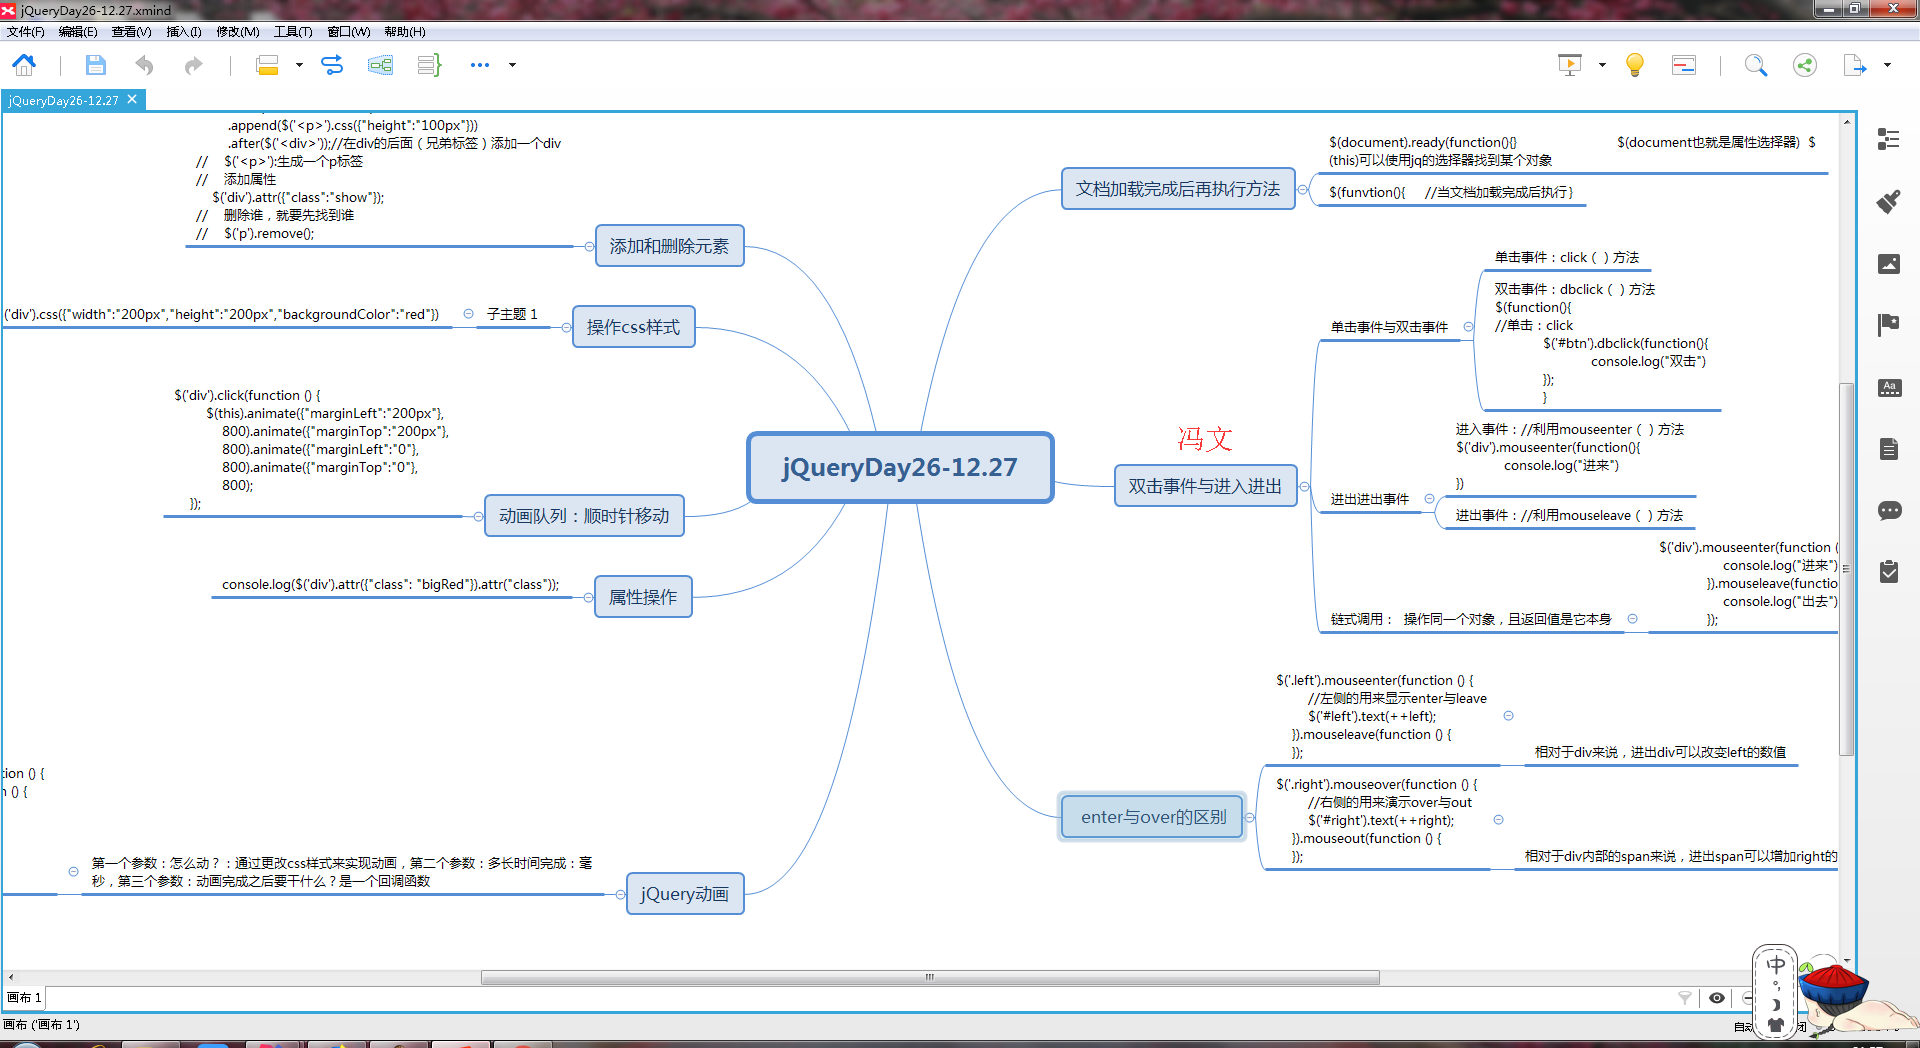 jQueryDay26-12.27.xmind
文件(F) 编辑(E) 查看(V) 插入(I) 修改(M) 工具(T) 窗口(W) 帮助(H)
jQueryDay26-12.27
.append($('<p>').css({"height":"100px"}))
.after($('<div>'));//在div的后面（兄弟标签）添加一个div
// $('<p>'):生成一个p标签
// 添加属性
$('div').attr({"class":"show"});
// 删除谁，就要先找到谁
// $('p').remove();
添加和删除元素
('div').css({"width":"200px","height":"200px","backgroundColor":"red"})
子主题 1
操作css样式
$('div').click(function () {
$(this).animate({"marginLeft":"200px"},
800).animate({"marginTop":"200px"},
800).animate({"marginLeft":"0"},
800).animate({"marginTop":"0"},
800);
});
动画队列：顺时针移动
console.log($('div').attr({"class": "bigRed"}).attr("class"));
属性操作
tion () {
n () {
第一个参数：怎么动？：通过更改css样式来实现动画，第二个参数：多长时间完成：毫
秒，第三个参数：动画完成之后要干什么？是一个回调函数
jQuery动画
jQueryDay26-12.27
文档加载完成后再执行方法
$(document).ready(function(){} $(document也就是属性选择器) $
(this)可以使用jq的选择器找到某个对象
$(funvtion(){ //当文档加载完成后执行}
冯文
双击事件与进入进出
单击事件与双击事件
单击事件：click（ ）方法
双击事件：dbclick（ ）方法
$(function(){
//单击：click
$('#btn').dbclick(function(){
console.log("双击")
});
}
进出进出事件
进入事件：//利用mouseenter（ ）方法
$('div').mouseenter(function(){
console.log("进来")
})
进出事件：//利用mouseleave（ ）方法
链式调用： 操作同一个对象，且返回值是它本身
$('div').mouseenter(function (
console.log("进来")
}).mouseleave(functio
console.log("出去")
});
enter与over的区别
$('.left').mouseenter(function () {
//左侧的用来显示enter与leave
$('#left').text(++left);
}).mouseleave(function () {
});
相对于div来说，进出div可以改变left的数值
$('.right').mouseover(function () {
//右侧的用来演示over与out
$('#right').text(++right);
}).mouseout(function () {
});
相对于div内部的span来说，进出span可以增加right的
画布 1
画布 ('画布 1')
中